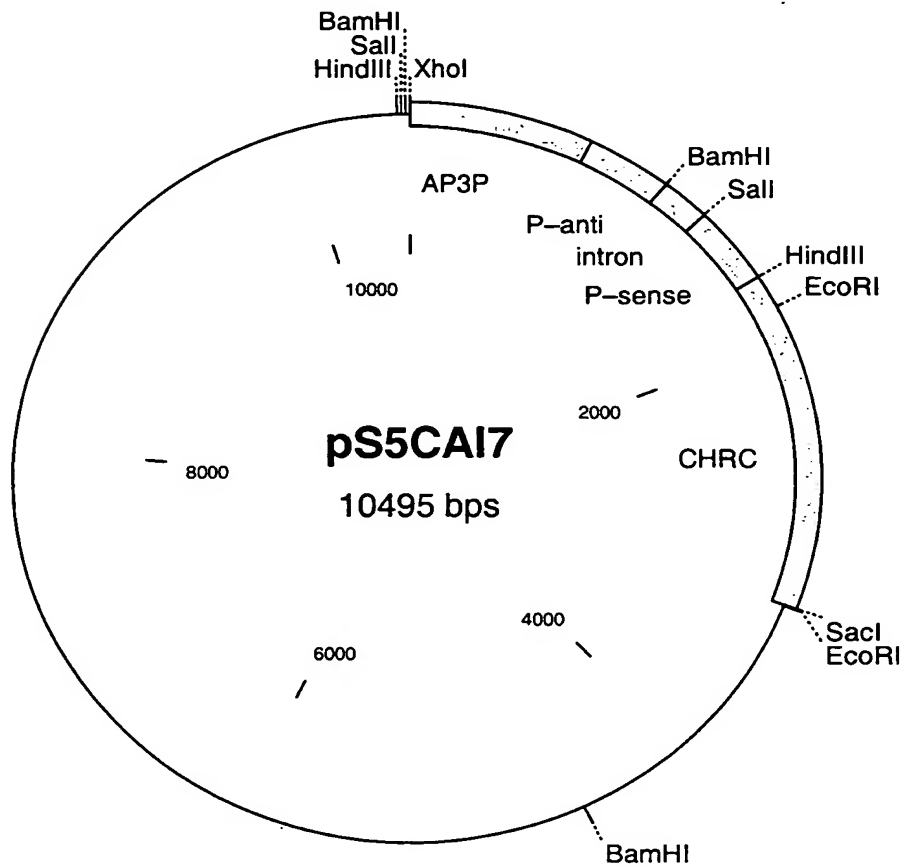 BamHI
SalI
HindIII XhoI
BamHI
SalI
AP3P
P–anti
intron
HindIII
EcoRI
10000
P–sense
2000
pS5CAI7
CHRC
8000
10495 bps
4000
SacI
6000
EcoRI
BamHI